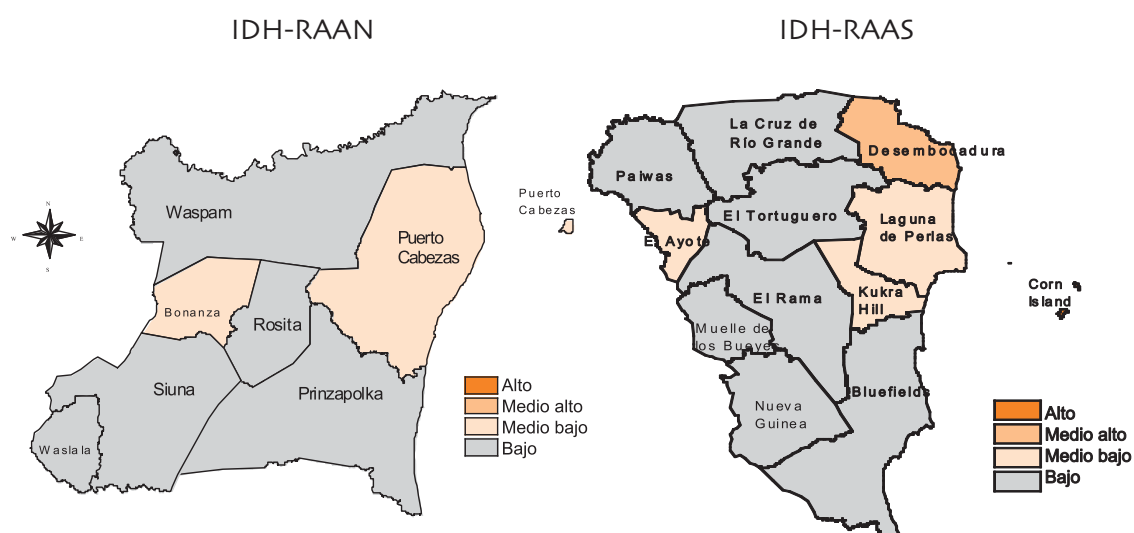 IDH-RAAN
IDH-RAAS
N
W
E
S
Waspam
Puerto
Cabezas
Bonanza
Rosita
Siuna
Prinzapolka
Waslala
Puerto
Cabezas
Alto
Medio alto
Medio bajo
Bajo
La Cruz de
Río Grande
Desembocadura
Paiwas
El Tortuguero
Laguna
de Perlas
El Ayote
El Rama
Kukra
Hill
Corn
Island
Muelle de
los Bueyes
Bluefields
Nueva
Guinea
Alto
Medio alto
Medio bajo
Bajo